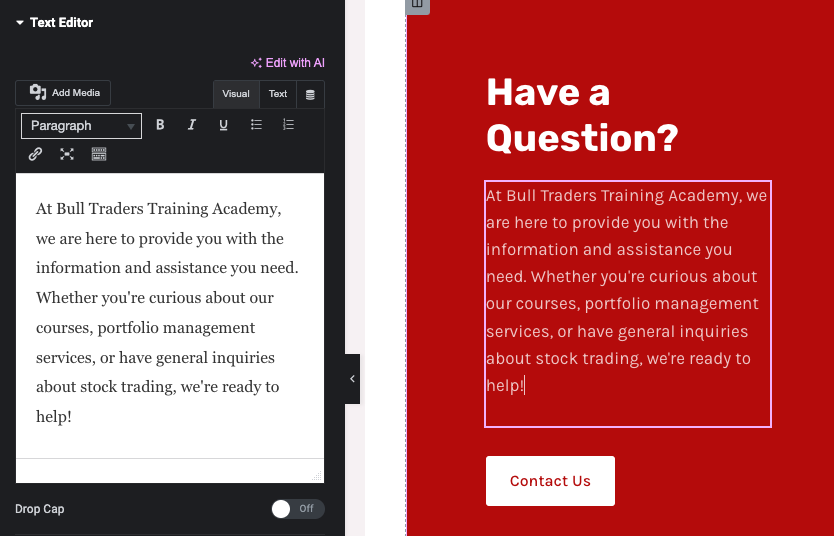 Text Editor
Edit with AI
Add Media
Visual
Text
Paragraph
B
I
U
At Bull Traders Training Academy,
we are here to provide you with the
information and assistance you need.
Whether you're curious about our
courses, portfolio management
services, or have general inquiries
about stock trading, we're ready to
help!
Drop Cap
Off
Have a
Question?
At Bull Traders Training Academy, we
are here to provide you with the
information and assistance you
need. Whether you're curious about
our courses, portfolio management
services, or have general inquiries
about stock trading, we're ready to
help!
Contact Us